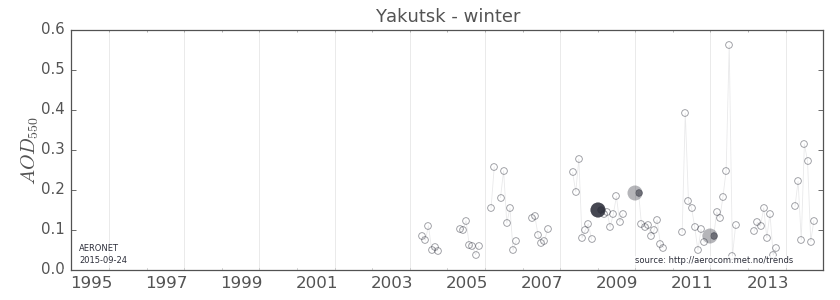 Yakutsk - winter
0.6
0.5
0.4
0.3
0.2
0.1
0.0
AOD550
AERONET
2015-09-24
source: http://aerocom.met.no/trends
1995 1997 1999 2001 2003 2005 2007 2009 2011 2013